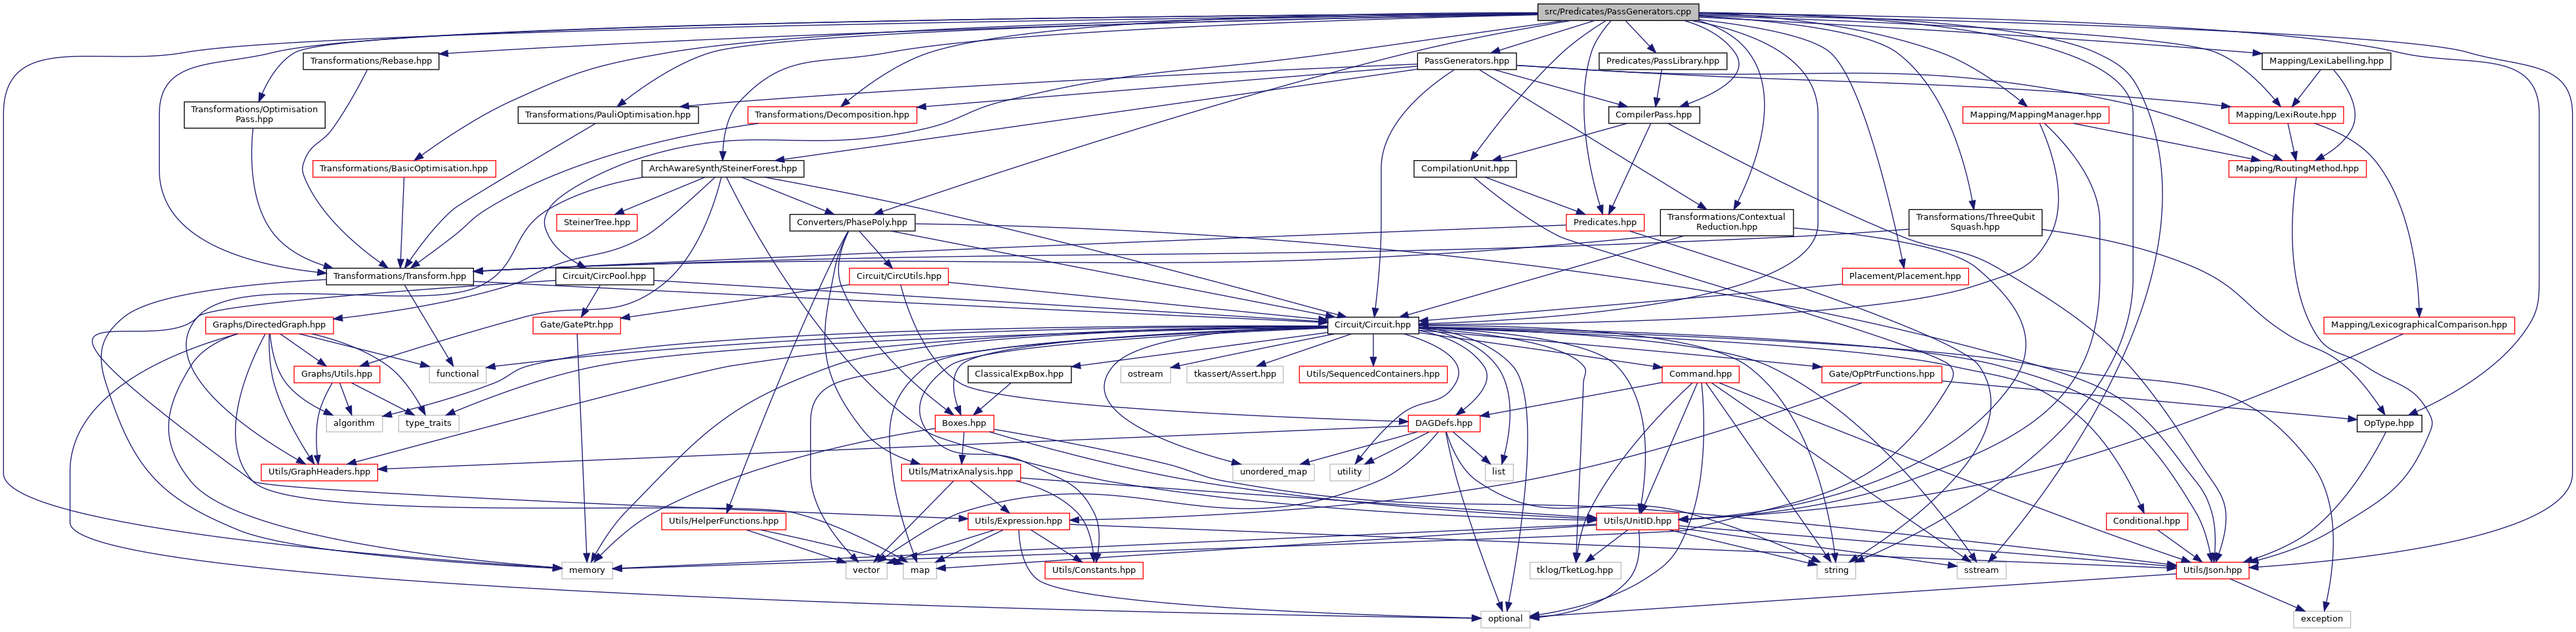 src/Predicates/PassGenerators.cpp
Transformations/Rebase.hpp
PassGenerators.hpp
Predicates/PassLibrary.hpp
Mapping/LexiLabelling.hpp
Transformations/Optimisation
Pass.hpp
Transformations/PauliOptimisation.hpp
Transformations/Decomposition.hpp
CompilerPass.hpp
Mapping/MappingManager.hpp
Mapping/LexiRoute.hpp
Transformations/BasicOptimisation.hpp
ArchAwareSynth/SteinerForest.hpp
CompilationUnit.hpp
Mapping/RoutingMethod.hpp
SteinerTree.hpp
Converters/PhasePoly.hpp
Predicates.hpp
Transformations/Contextual
Reduction.hpp
Transformations/ThreeQubit
Squash.hpp
Transformations/Transform.hpp
Circuit/CircPool.hpp
Circuit/CircUtils.hpp
Placement/Placement.hpp
Graphs/DirectedGraph.hpp
Gate/GatePtr.hpp
Circuit/Circuit.hpp
Mapping/LexicographicalComparison.hpp
Graphs/Utils.hpp
functional
ClassicalExpBox.hpp
ostream
tkassert/Assert.hpp
Utils/SequencedContainers.hpp
Command.hpp
Gate/OpPtrFunctions.hpp
algorithm
type_traits
Boxes.hpp
DAGDefs.hpp
OpType.hpp
Utils/GraphHeaders.hpp
Utils/MatrixAnalysis.hpp
unordered_map
utility
list
Utils/HelperFunctions.hpp
Utils/Expression.hpp
Utils/UnitID.hpp
Conditional.hpp
memory
vector
map
Utils/Constants.hpp
tklog/TketLog.hpp
string
sstream
Utils/Json.hpp
optional
exception